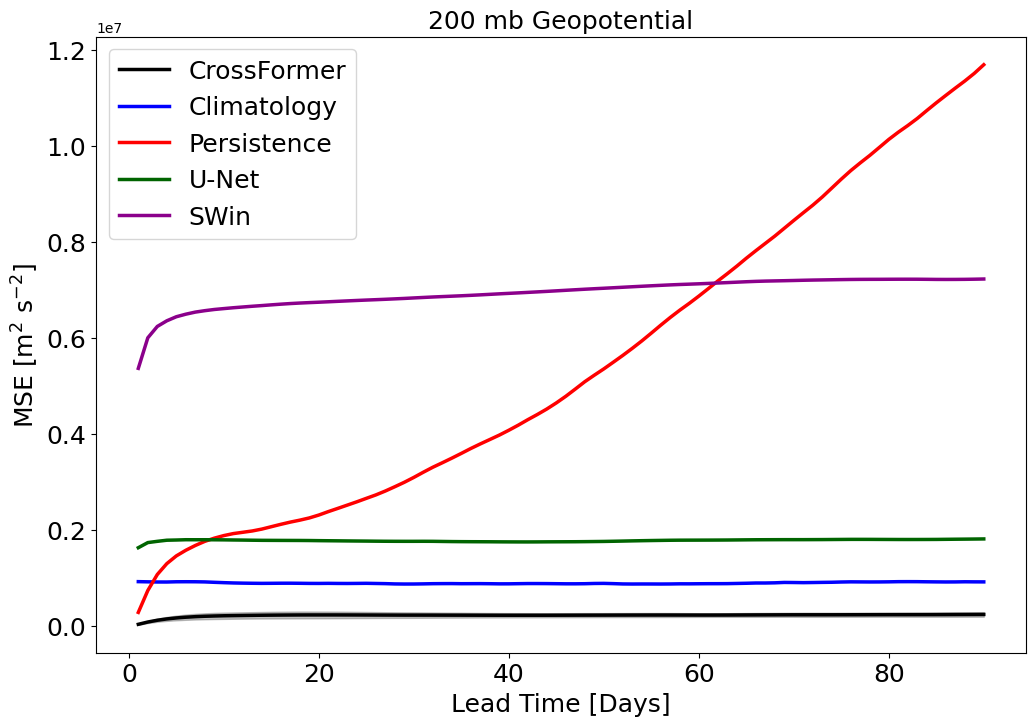 200 mb Geopotential
1e7
CrossFormer
Climatology
Persistence
U-Net
SWin
1.2
1.0
0.8
0.6
0.4
0.2
0.0
MSE [m² s⁻²]
0 20 40 60 80
Lead Time [Days]